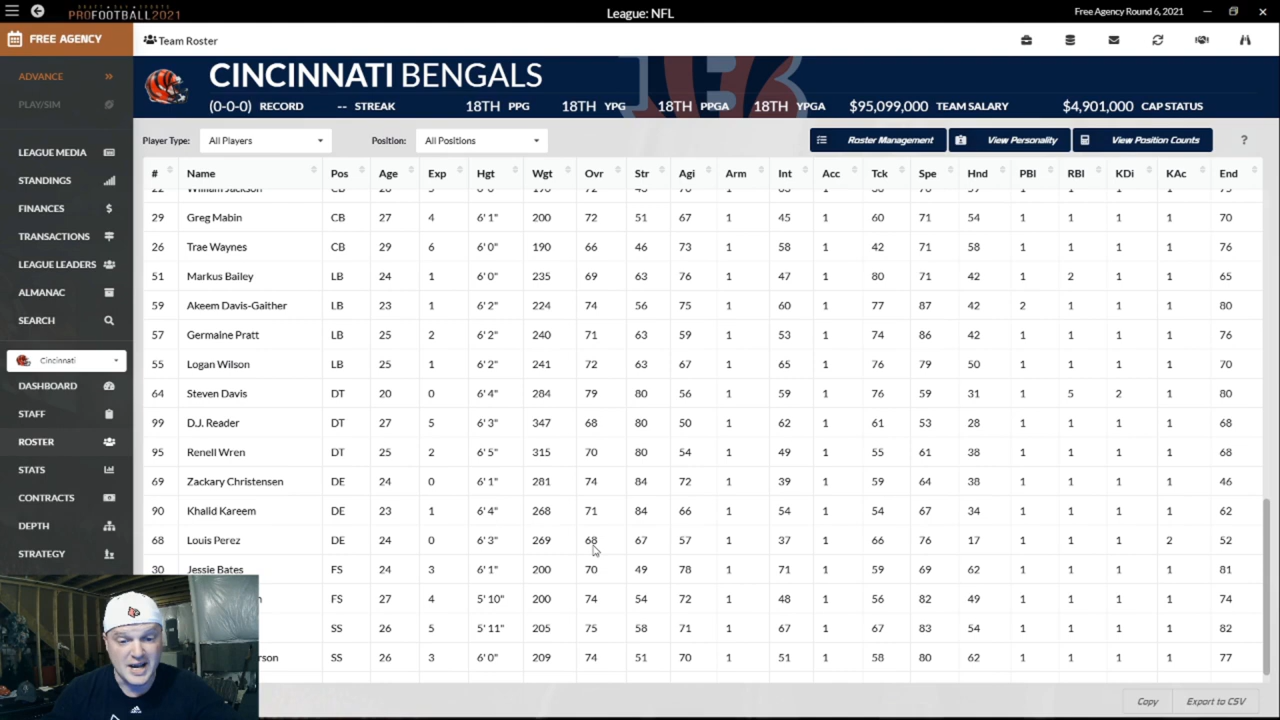 DRAFT DAY SPORTS
PROFOOTBALL2021
League: NFL
Free Agency Round 6, 2021
FREE AGENCY
Team Roster
ADVANCE
PLAY/SIM
LEAGUE MEDIA
STANDINGS
FINANCES
TRANSACTIONS
LEAGUE LEADERS
ALMANAC
SEARCH
Cincinnati
DASHBOARD
STAFF
ROSTER
STATS
CONTRACTS
DEPTH
STRATEGY
CINCINNATI BENGALS
(0-0-0) RECORD -- STREAK 18TH PPG 18TH YPG 18TH PPGA 18TH YPGA $95,099,000 TEAM SALARY $4,901,000 CAP STATUS
Player Type: All Players Position: All Positions Roster Management View Personality View Position Counts ?
# Name Pos Age Exp Hgt Wgt Ovr Str Agi Arm Int Acc Tck Spe Hnd PBl RBl KDi KAc End
William Jackson
29 Greg Mabin CB 27 4 6' 1" 200 72 51 67 1 45 1 60 71 54 1 1 1 1 70
26 Trae Waynes CB 29 6 6' 0" 190 66 46 73 1 58 1 42 71 58 1 1 1 1 76
51 Markus Bailey LB 24 1 6' 0" 235 69 63 76 1 47 1 80 71 42 1 2 1 1 65
59 Akeem Davis-Gaither LB 23 1 6' 2" 224 74 56 75 1 60 1 77 87 42 2 1 1 1 80
57 Germaine Pratt LB 25 2 6' 2" 240 71 63 59 1 53 1 74 86 42 1 1 1 1 76
55 Logan Wilson LB 25 1 6' 2" 241 72 63 67 1 65 1 76 79 50 1 1 1 1 70
64 Steven Davis DT 20 0 6' 4" 284 79 80 56 1 59 1 76 59 31 1 5 2 1 80
99 D.J. Reader DT 27 5 6' 3" 347 68 80 50 1 62 1 61 53 28 1 1 1 1 68
95 Renell Wren DT 25 2 6' 5" 315 70 80 54 1 49 1 55 61 38 1 1 1 1 68
69 Zackary Christensen DE 24 0 6' 1" 281 74 84 72 1 39 1 59 64 38 1 1 1 1 46
90 Khalid Kareem DE 23 1 6' 4" 268 71 84 66 1 54 1 54 67 34 1 1 1 1 62
68 Louis Perez DE 24 0 6' 3" 269 68 67 57 1 37 1 66 76 17 1 1 1 2 52
30 Jessie Bates FS 24 3 6' 1" 200 70 49 78 1 71 1 59 69 62 1 1 1 1 81
FS 27 4 5' 10" 200 74 54 72 1 48 1 56 82 49 1 1 1 1 74
SS 26 5 5' 11" 205 75 58 71 1 67 1 67 83 54 1 1 1 1 82
rson SS 26 3 6' 0" 209 74 51 70 1 51 1 58 80 62 1 1 1 1 77
Copy Export to CSV